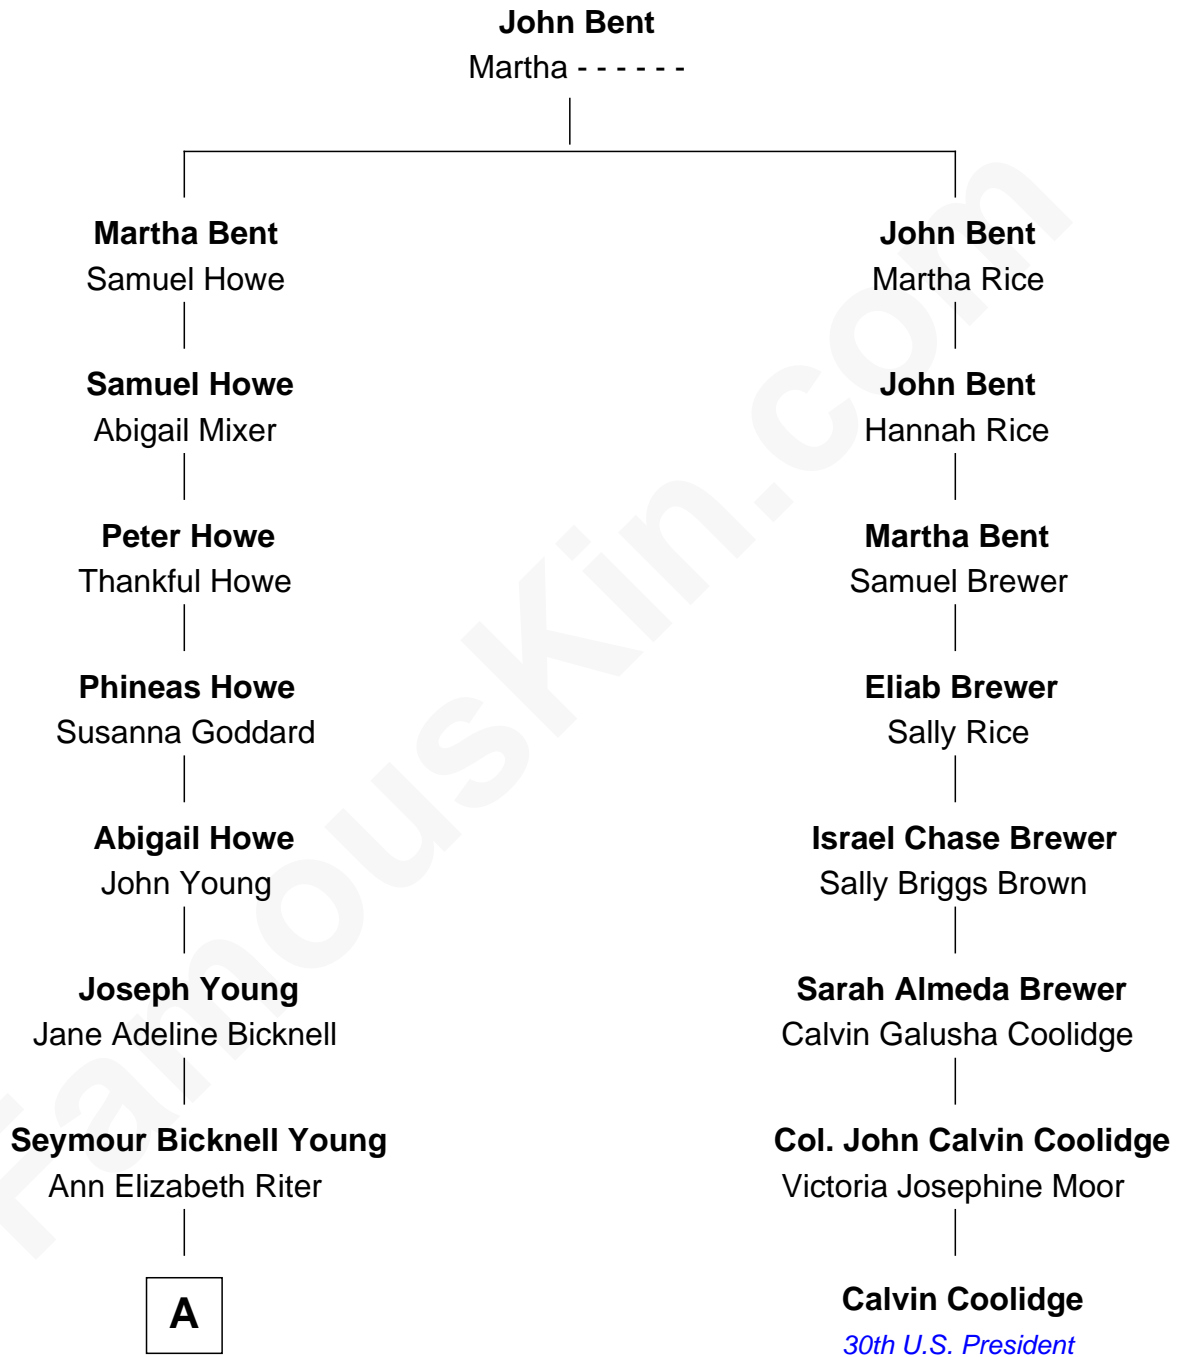 John Bent
Martha - - - - - -
Martha Bent
Samuel Howe
John Bent
Martha Rice
Samuel Howe
Abigail Mixer
John Bent
Hannah Rice
Peter Howe
Thankful Howe
Martha Bent
Samuel Brewer
Phineas Howe
Susanna Goddard
Eliab Brewer
Sally Rice
Abigail Howe
John Young
Israel Chase Brewer
Sally Briggs Brown
Joseph Young
Jane Adeline Bicknell
Sarah Almeda Brewer
Calvin Galusha Coolidge
Seymour Bicknell Young
Ann Elizabeth Riter
Col. John Calvin Coolidge
Victoria Josephine Moor
A
Calvin Coolidge
30th U.S. President
FamousKin.com